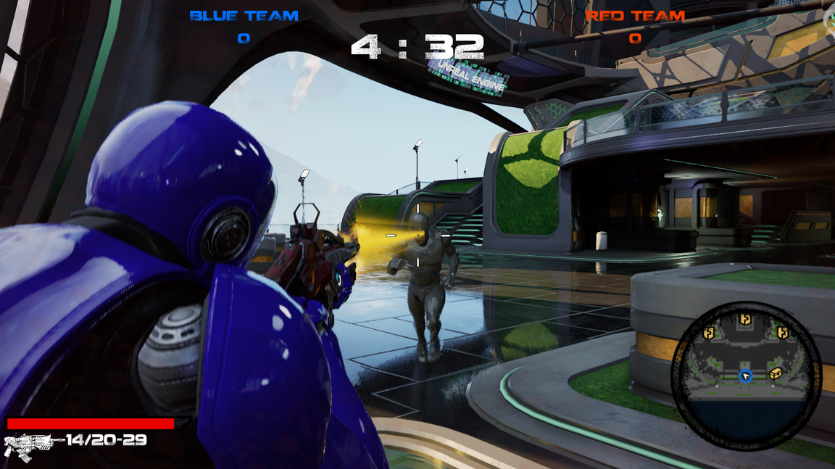 BLUE TEAM
0
4 : 32
RED TEAM
0
UNREAL ENGINE
14/20-29